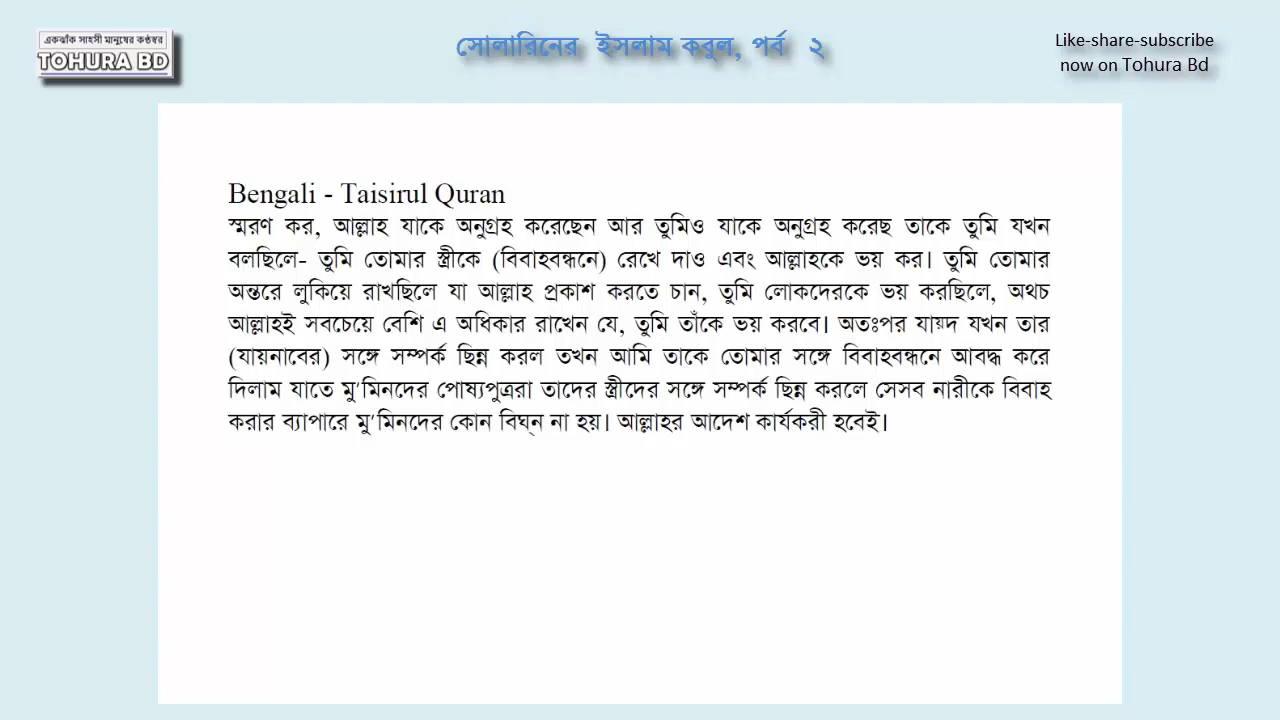 একঝাঁক সাহসী মানুষের কণ্ঠস্বর
TOHURA BD
সোলারিনের ইসলাম কবুল, পর্ব ২
Like-share-subscribe
now on Tohura Bd
Bengali - Taisirul Quran
স্মরণ কর, আল্লাহ যাকে অনুগ্রহ করেছেন আর তুমিও যাকে অনুগ্রহ করেছ তাকে তুমি যখন
বলছিলে- তুমি তোমার স্ত্রীকে (বিবাহবন্ধনে) রেখে দাও এবং আল্লাহকে ভয় কর। তুমি তোমার
অন্তরে লুকিয়ে রাখছিলে যা আল্লাহ প্রকাশ করতে চান, তুমি লোকদেরকে ভয় করছিলে, অথচ
আল্লাহই সবচেয়ে বেশি এ অধিকার রাখেন যে, তুমি তাঁকে ভয় করবে। অতঃপর যায়দ যখন তার
(যায়নাবের) সঙ্গে সম্পর্ক ছিন্ন করল তখন আমি তাকে তোমার সঙ্গে বিবাহবন্ধনে আবদ্ধ করে
দিলাম যাতে মু'মিনদের পোষ্যপুত্ররা তাদের স্ত্রীদের সঙ্গে সম্পর্ক ছিন্ন করলে সেসব নারীকে বিবাহ
করার ব্যাপারে মু'মিনদের কোন বিঘ্ন না হয়। আল্লাহর আদেশ কার্যকরী হবেই।